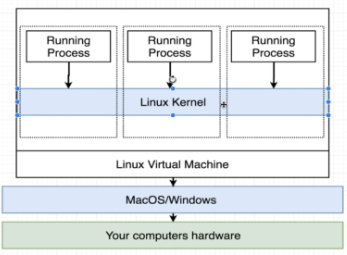 Running
Process
Running
Process
Running
Process
Linux Kernel
Linux Virtual Machine
MacOS/Windows
Your computers hardware